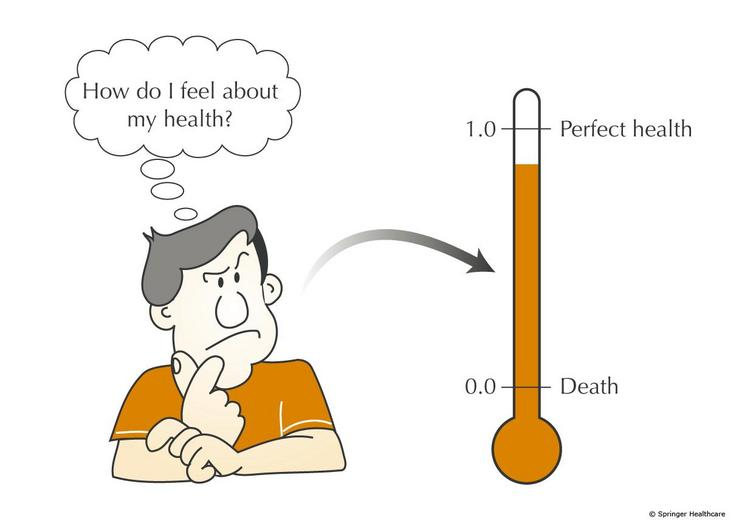 How do I feel about
my health?
1.0
Perfect health
0.0
Death
© Springer Healthcare